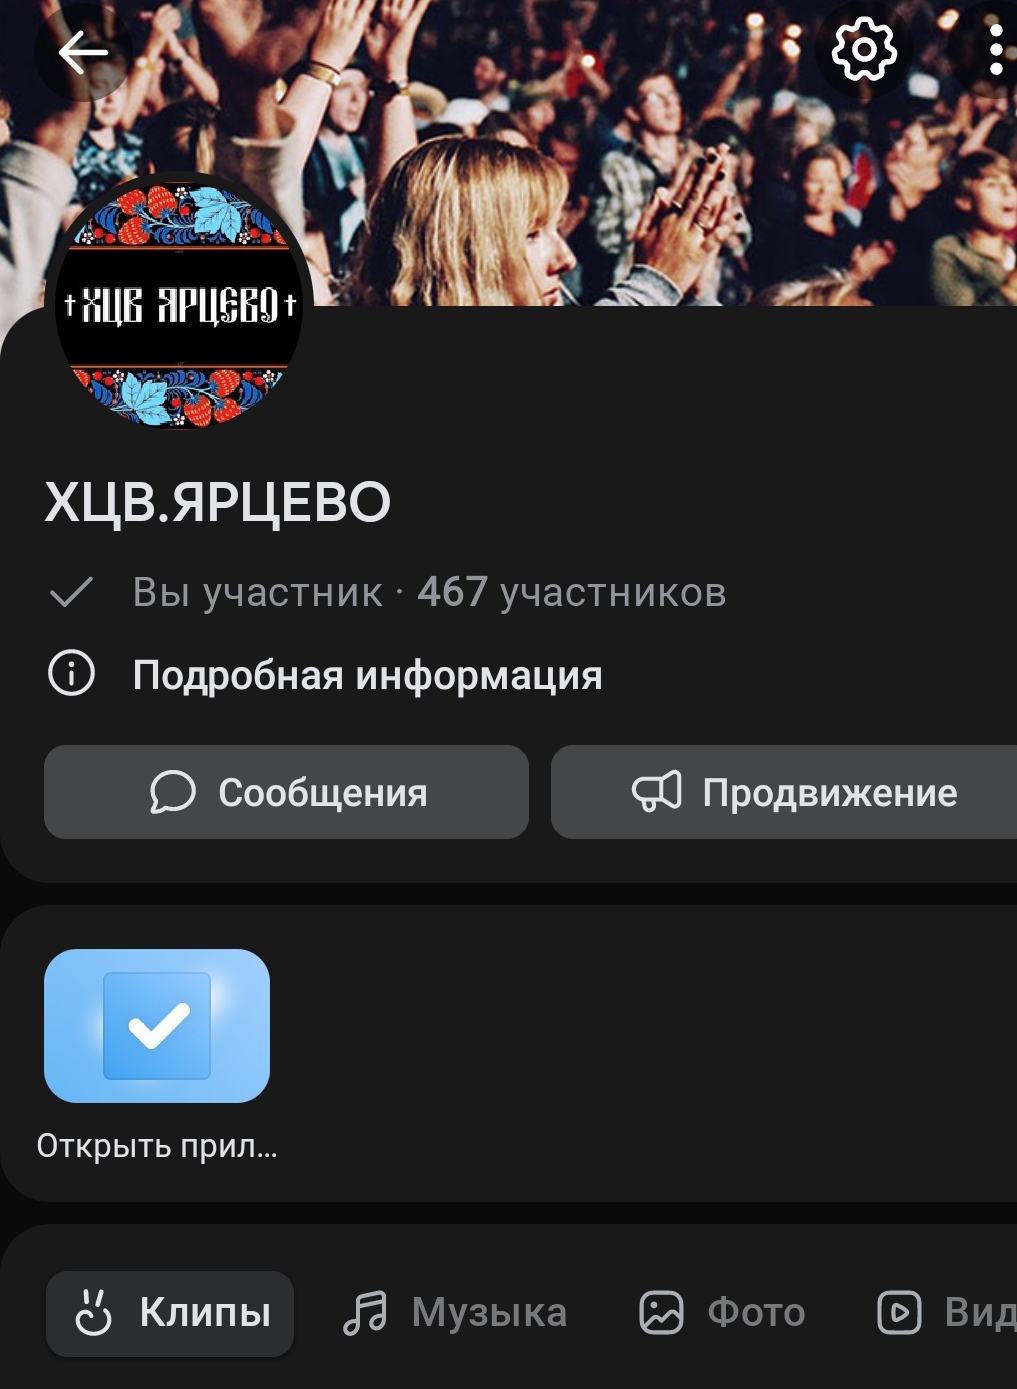 †ХЦВ ЯРЦЕВО†
ХЦВ.ЯРЦЕВО
Вы участник · 467 участников
Подробная информация
Сообщения
Продвижение
Открыть прил...
Клипы
Музыка
Фото
Вид